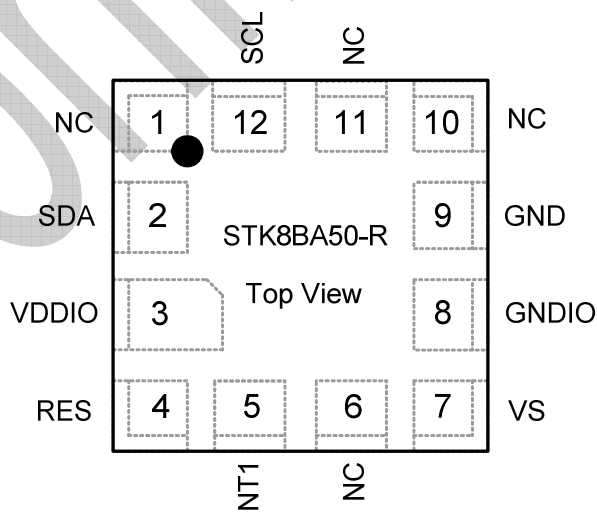 SCL
NC
NC 1 12 11 10 NC
SDA 2 9 GND
STK8BA50-R
Top View
VDDIO 3 8 GNDIO
RES 4 5 6 7 VS
NT1
NC